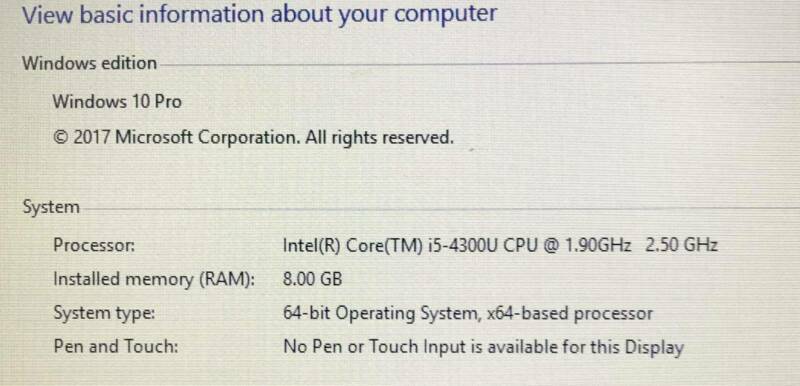 View basic information about your computer
Windows edition
Windows 10 Pro
© 2017 Microsoft Corporation. All rights reserved.
System
Processor: Intel(R) Core(TM) i5-4300U CPU @ 1.90GHz 2.50 GHz
Installed memory (RAM): 8.00 GB
System type: 64-bit Operating System, x64-based processor
Pen and Touch: No Pen or Touch Input is available for this Display